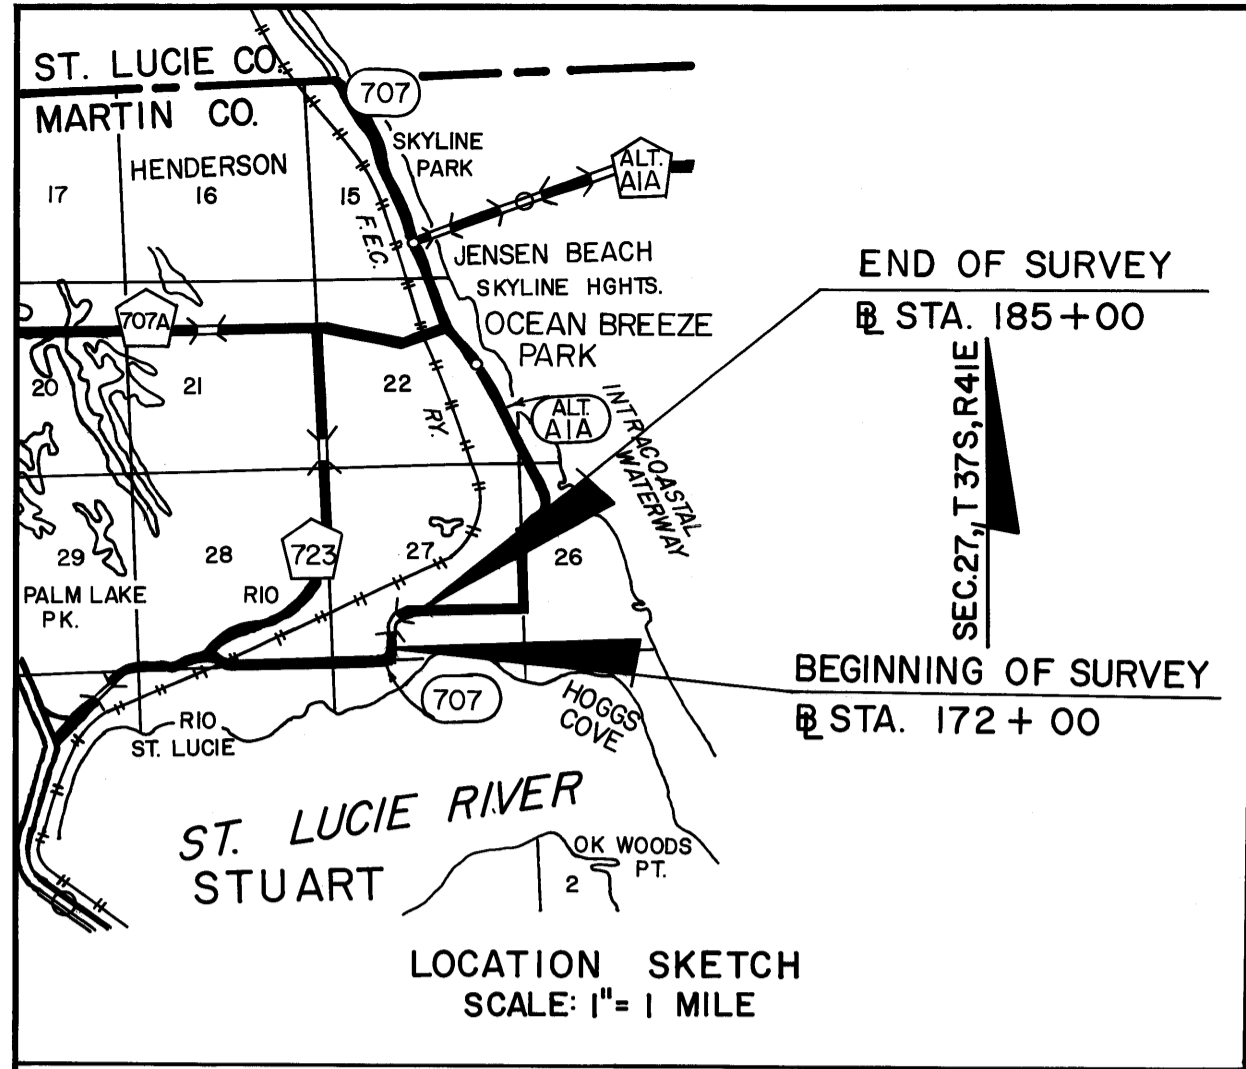 ST. LUCIE CO.
MARTIN CO.
707
SKYLINE
PARK
ALT.
A1A
HENDERSON
17
16
15
F.E.C.
JENSEN BEACH
SKYLINE HGHTS.
OCEAN BREEZE
PARK
707A
20
21
22
RY.
ALT.
A1A
INTRACOASTAL
WATERWAY
END OF SURVEY
BL STA. 185+00
SEC.27, T 37S, R41E
29
28
723
27
26
PALM LAKE
PK.
RIO
BEGINNING OF SURVEY
BL STA. 172 + 00
707
HOGGS
COVE
RIO
ST. LUCIE
ST. LUCIE RIVER
STUART
OK WOODS
PT.
2
LOCATION SKETCH
SCALE: 1"= 1 MILE